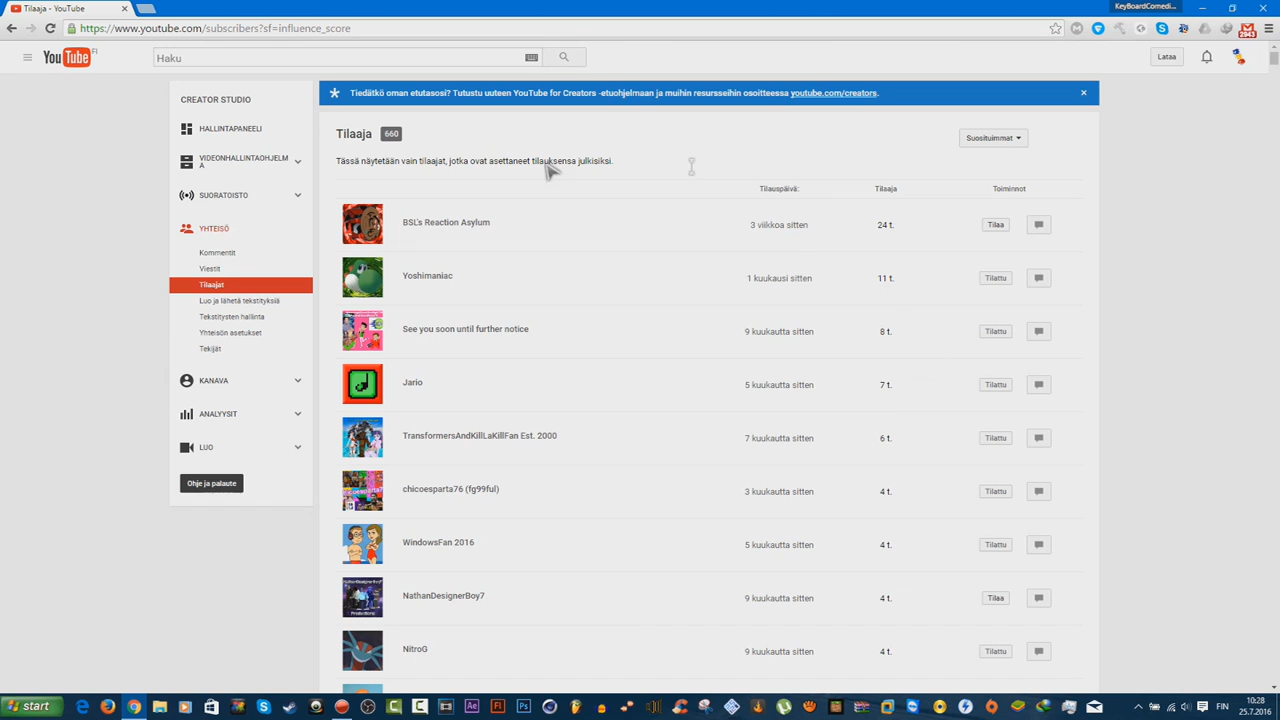 Tilaaja - YouTube
KeyBoardComedi...
https://www.youtube.com/subscribers?sf=influence_score
2943
YouTube FI
Haku
Lataa
CREATOR STUDIO
HALLINTAPANEELI
VIDEONHALLINTAOHJELM
A
SUORATOISTO
YHTEISÖ
Kommentit
Viestit
Tilaajat
Luo ja lähetä tekstityksiä
Tekstitysten hallinta
Yhteisön asetukset
Tekijät
KANAVA
ANALYYSIT
LUO
Ohje ja palaute
Tiedätkö oman etutasosi? Tutustu uuteen YouTube for Creators -etuohjelmaan ja muihin resursseihin osoitteessa youtube.com/creators.
Tilaaja 660
Suosituimmat
Tässä näytetään vain tilaajat, jotka ovat asettaneet tilauksensa julkisiksi.
Tilauspäivä: Tilaaja Toiminnot
BSL's Reaction Asylum 3 viikkoa sitten 24 t. Tilaa
Yoshimaniac 1 kuukausi sitten 11 t. Tilattu
See you soon until further notice 9 kuukautta sitten 8 t. Tilattu
Jario 5 kuukautta sitten 7 t. Tilattu
TransformersAndKillLaKillFan Est. 2000 7 kuukautta sitten 6 t. Tilattu
chicoesparta76 (fg99ful) 3 kuukautta sitten 4 t. Tilattu
WindowsFan 2016 5 kuukautta sitten 4 t. Tilattu
NathanDesignerBoy7 9 kuukautta sitten 4 t. Tilaa
NitroG 9 kuukautta sitten 4 t. Tilattu
start
FIN
10:28
25.7.2016